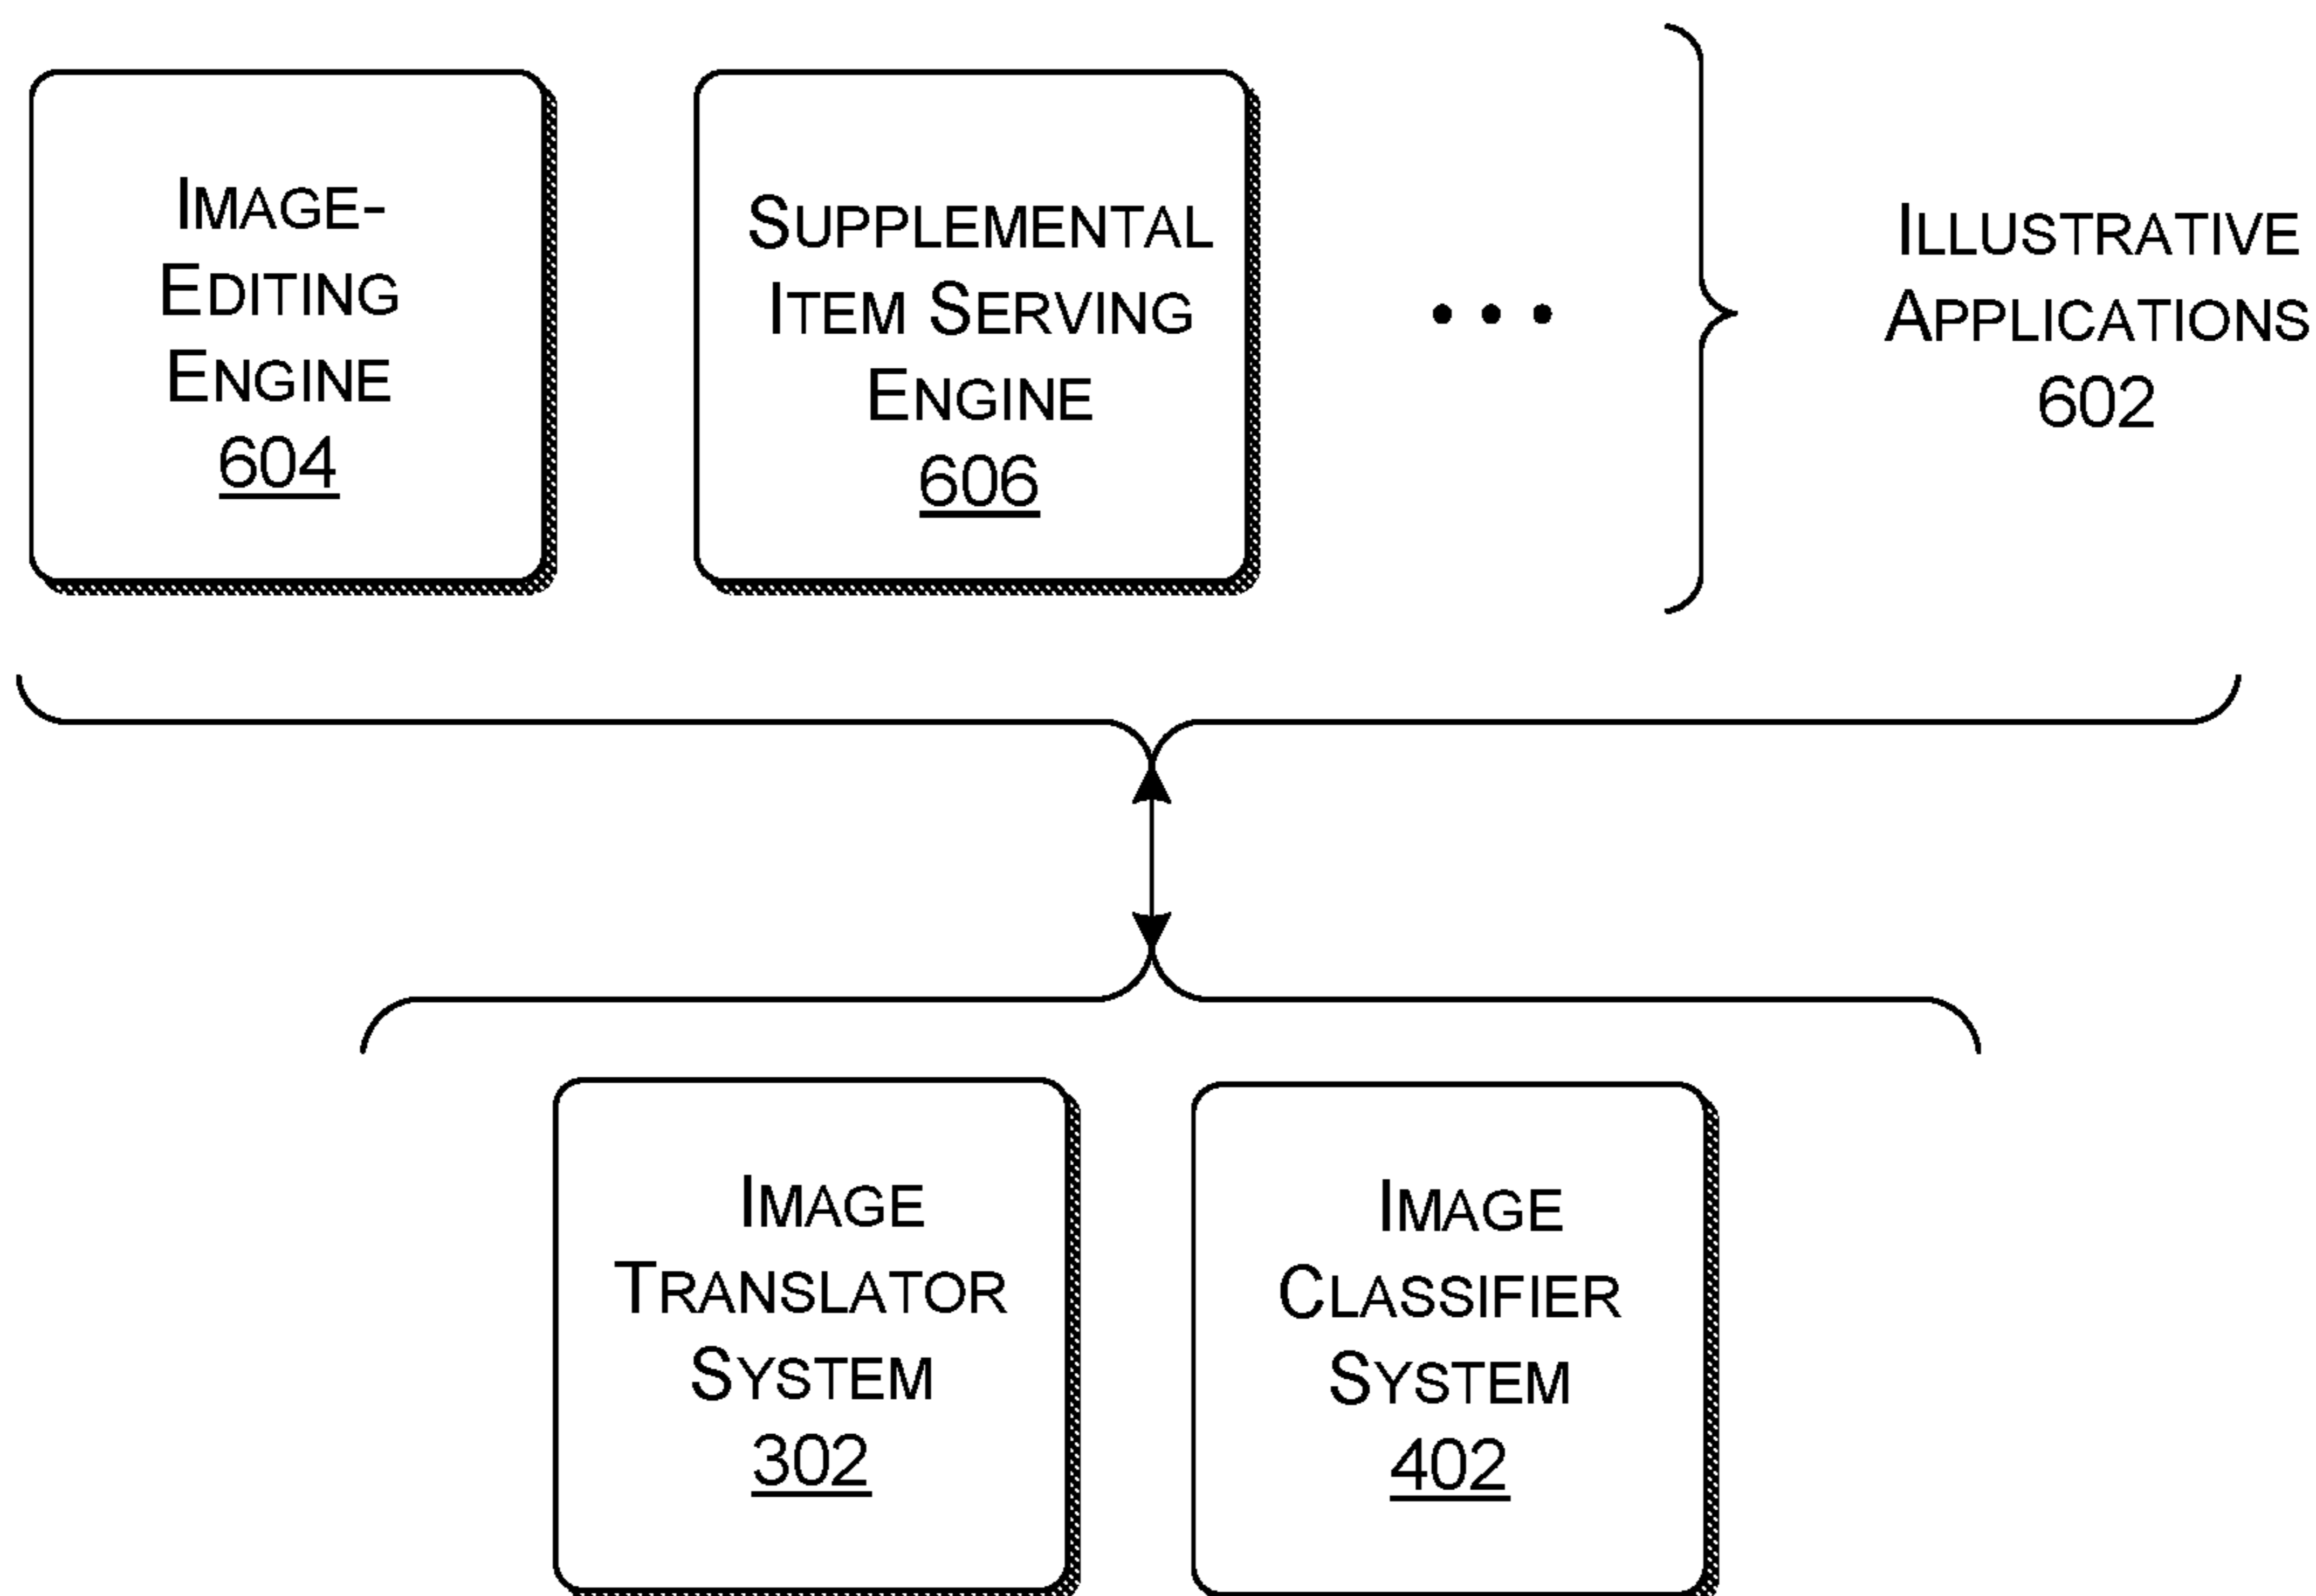 IMAGE-
EDITING
ENGINE
604
SUPPLEMENTAL
ITEM SERVING
ENGINE
606
• • •
ILLUSTRATIVE
APPLICATIONS
602
IMAGE
TRANSLATOR
SYSTEM
302
IMAGE
CLASSIFIER
SYSTEM
402